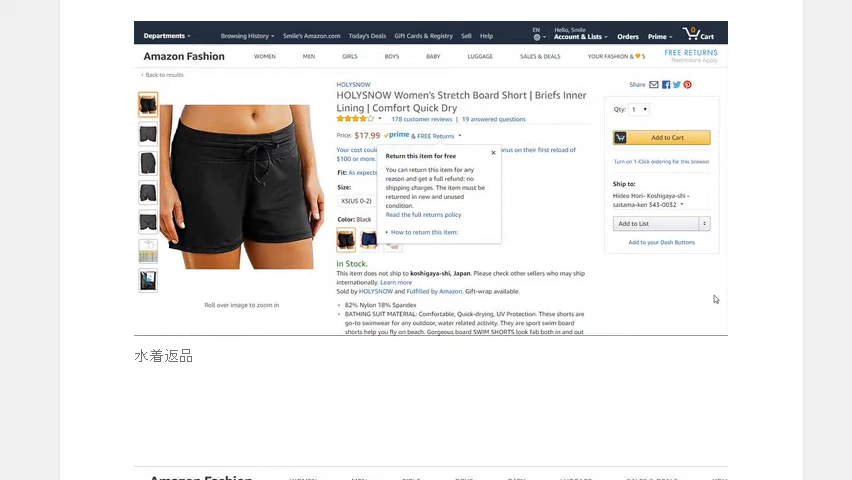 Departments
Browsing History
Smile's Amazon.com
Today's Deals
Gift Cards & Registry
Sell
Help
EN
Hello, Smile
Account & Lists
Orders
Prime
0
Cart
Amazon Fashion
WOMEN
MEN
GIRLS
BOYS
BABY
LUGGAGE
SALES & DEALS
YOUR FASHION & 🧡 S
FREE RETURNS
Restrictions Apply
‹ Back to results
HOLYSNOW
HOLYSNOW Women's Stretch Board Short | Briefs Inner
Lining | Comfort Quick Dry
178 customer reviews | 19 answered questions
Price: $17.99 prime & FREE Returns
Your cost coul
onus on their first reload of
$100 or more.
Fit: As expecte
Size:
XS(US 0-2)
Color: Black
Return this item for free
You can return this item for any
reason and get a full refund: no
shipping charges. The item must be
returned in new and unused
condition.
Read the full returns policy
How to return this item:
In Stock.
This item does not ship to koshigaya-shi, Japan. Please check other sellers who may ship
internationally. Learn more
Sold by HOLYSNOW and Fulfilled by Amazon. Gift-wrap available.
• 82% Nylon 18% Spandex
• BATHING SUIT MATERIAL: Comfortable, Quick-drying, UV Protection. These shorts are
go-to swimwear for any outdoor, water related activity. They are sport swim board
shorts help you fly on beach. Gorgeous board SWIM SHORTS look fab both in and out
Roll over image to zoom in
Share
Qty: 1
Add to Cart
Turn on 1-Click ordering for this browser
Ship to:
Hideo Hori- Koshigaya-shi -
saitama-ken 343-0032
Add to List
Add to your Dash Buttons
水着返品
Amazon Fashion